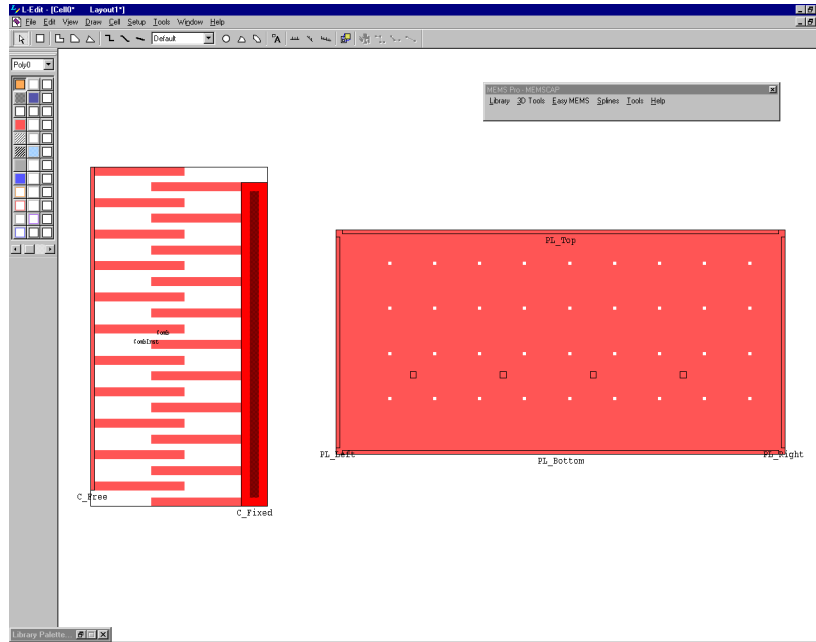 L-Edit - [Cell0*     Layout1*]
File Edit View Draw Cell Setup Tools Window Help
Default
Poly0
MEMS Pro - MEMSCAP
Library 3D Tools Easy MEMS Splines Tools Help
PL_Top
Comb
CombInst
PL_Left
PL_Right
PL_Bottom
C_Free
C_Fixed
Library Palette...